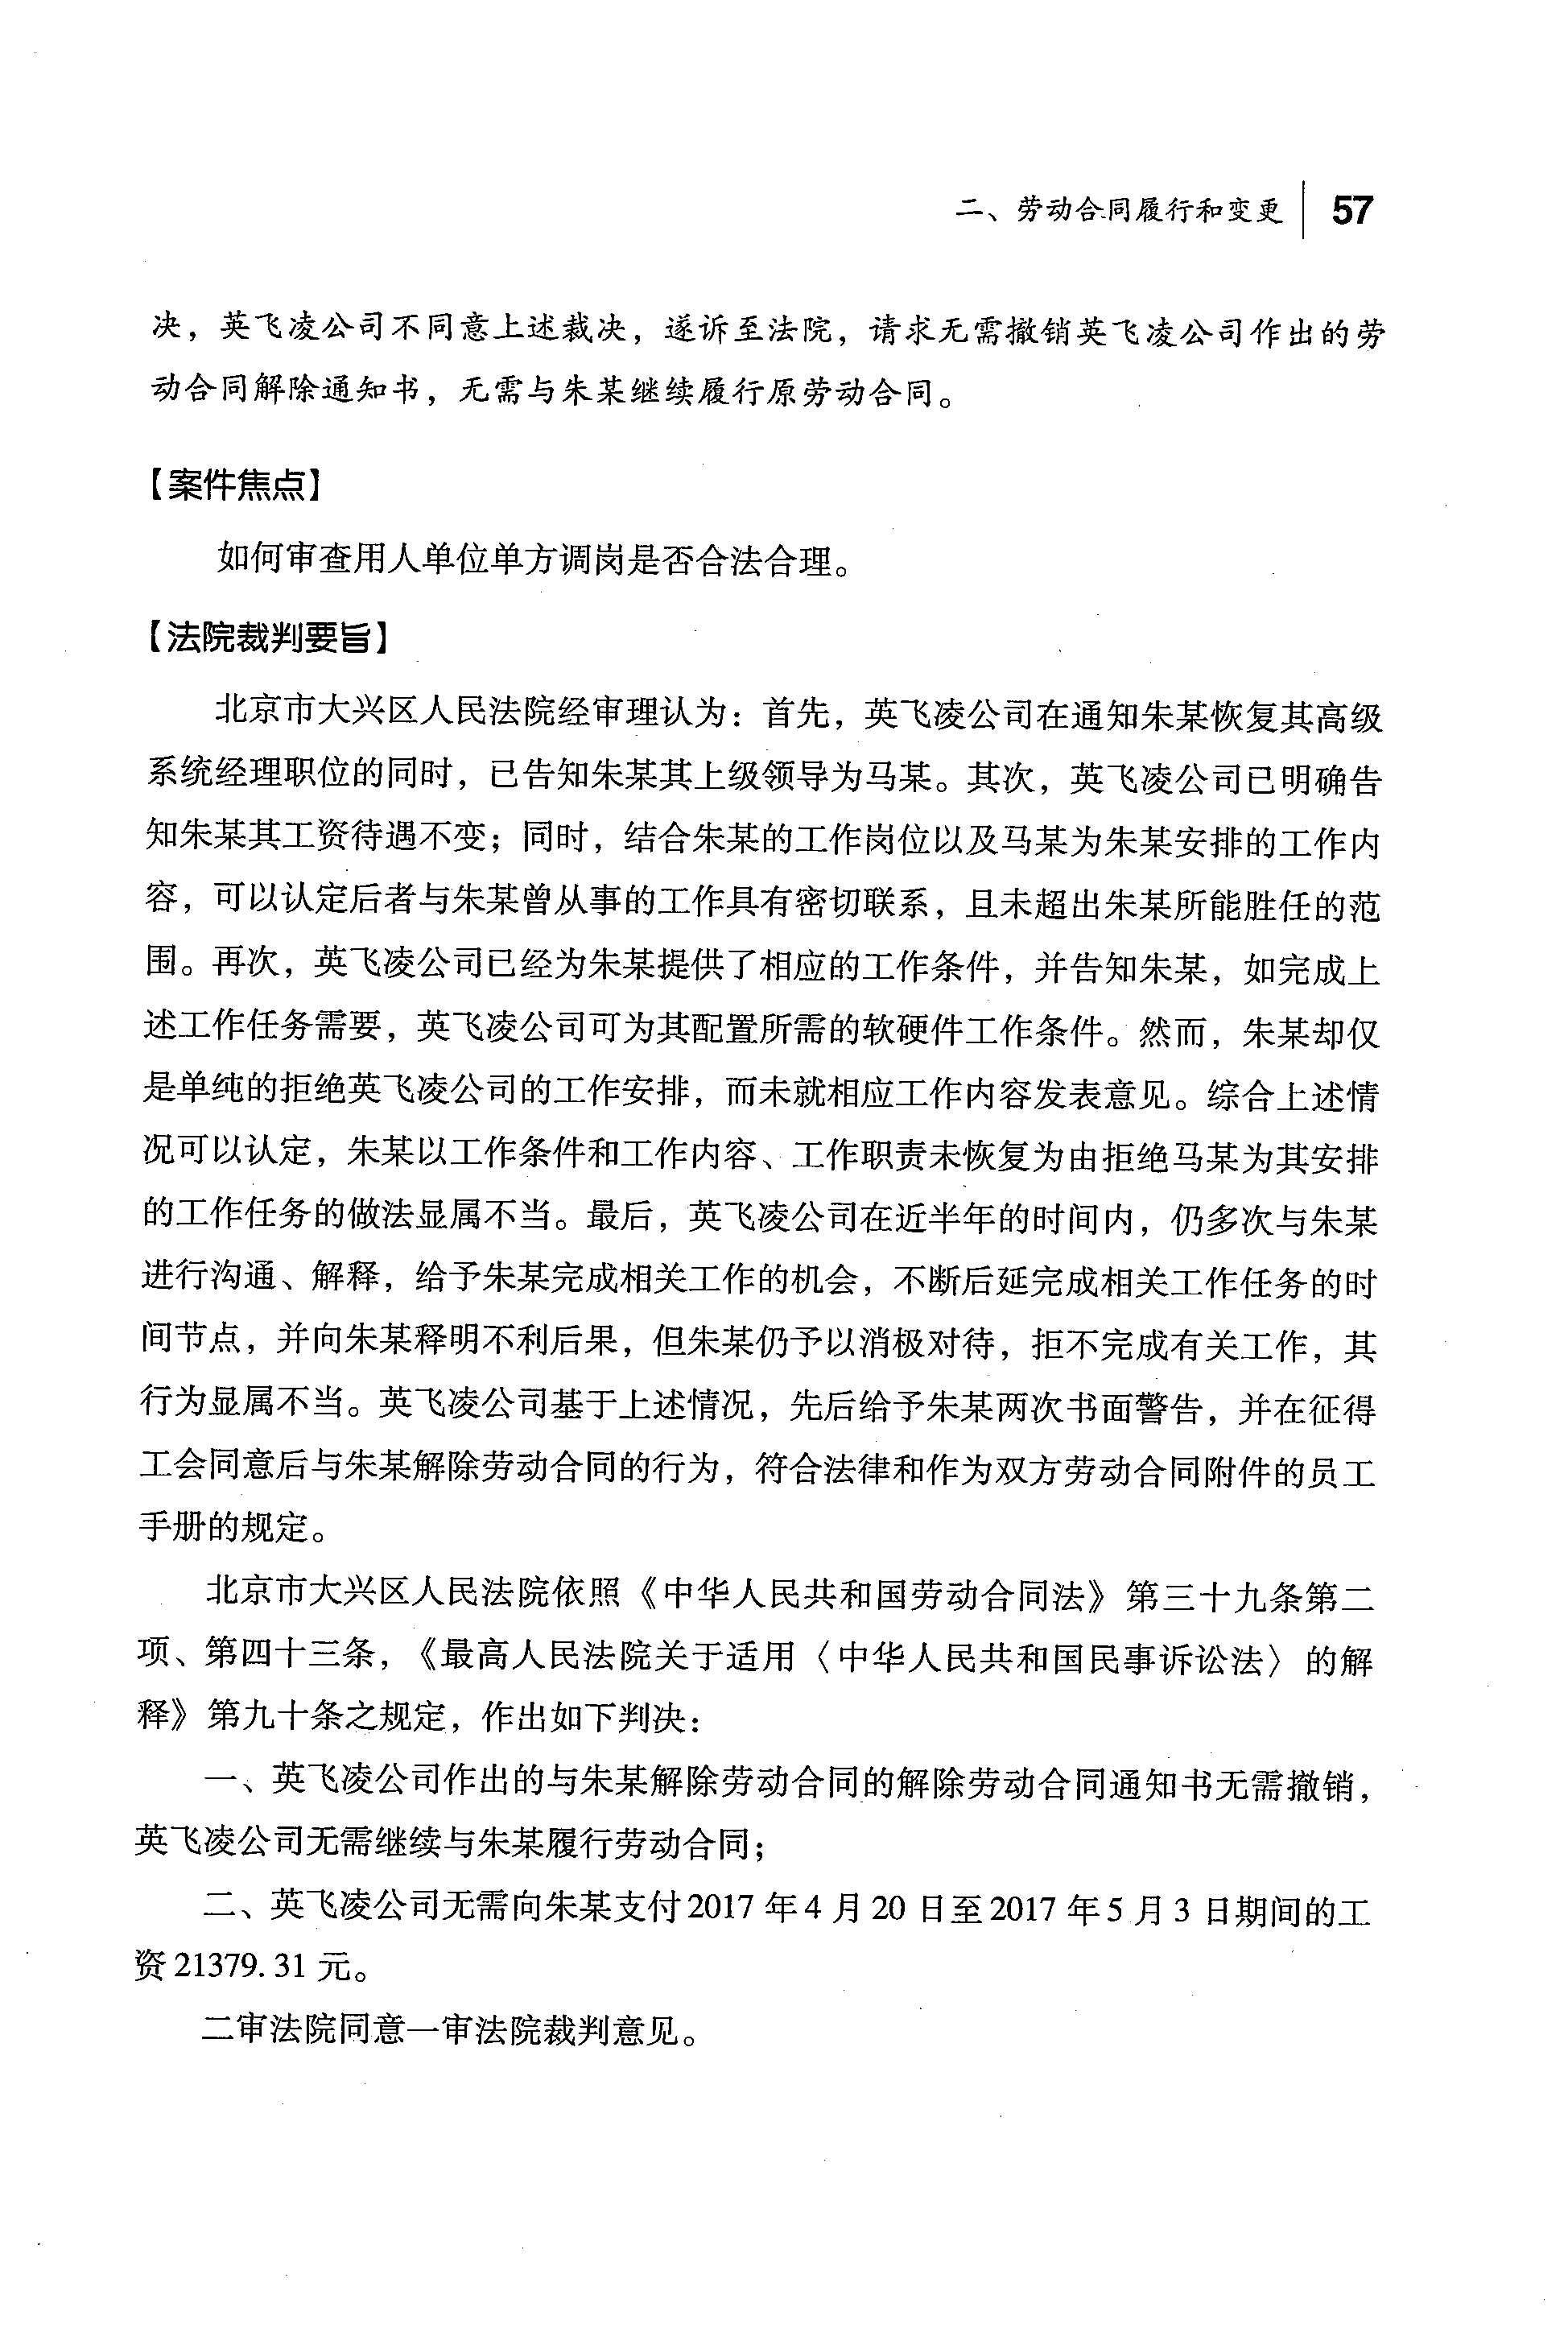 二、劳动合同履行和变更 57
决，英飞凌公司不同意上述裁决，遂诉至法院，请求无需撤销英飞凌公司作出的劳
动合同解除通知书，无需与朱某继续履行原劳动合同。
【案件焦点】
如何审查用人单位单方调岗是否合法合理。
【法院裁判要旨】
北京市大兴区人民法院经审理认为：首先，英飞凌公司在通知朱某恢复其高级
系统经理职位的同时，已告知朱某其上级领导为马某。其次，英飞凌公司已明确告
知朱某其工资待遇不变；同时，结合朱某的工作岗位以及马某为朱某安排的工作内
容，可以认定后者与朱某曾从事的工作具有密切联系，且未超出朱某所能胜任的范
围。再次，英飞凌公司已经为朱某提供了相应的工作条件，并告知朱某，如完成上
述工作任务需要，英飞凌公司可为其配置所需的软硬件工作条件。然而，朱某却仅
是单纯的拒绝英飞凌公司的工作安排，而未就相应工作内容发表意见。综合上述情
况可以认定，朱某以工作条件和工作内容、工作职责未恢复为由拒绝马某为其安排
的工作任务的做法显属不当。最后，英飞凌公司在近半年的时间内，仍多次与朱某
进行沟通、解释，给予朱某完成相关工作的机会，不断后延完成相关工作任务的时
间节点，并向朱某释明不利后果，但朱某仍予以消极对待，拒不完成有关工作，其
行为显属不当。英飞凌公司基于上述情况，先后给予朱某两次书面警告，并在征得
工会同意后与朱某解除劳动合同的行为，符合法律和作为双方劳动合同附件的员工
手册的规定。
北京市大兴区人民法院依照《中华人民共和国劳动合同法》第三十九条第二
项、第四十三条，《最高人民法院关于适用〈中华人民共和国民事诉讼法〉的解
释》第九十条之规定，作出如下判决：
一、英飞凌公司作出的与朱某解除劳动合同的解除劳动合同通知书无需撤销，
英飞凌公司无需继续与朱某履行劳动合同；
二、英飞凌公司无需向朱某支付2017 年4 月 20 日至2017 年5 月 3 日期间的工
资 21379.31 元。
二审法院同意一审法院裁判意见。